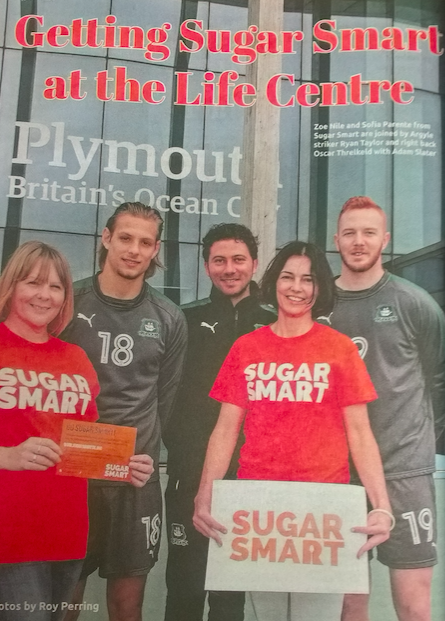 Getting Sugar Smart
at the Life Centre
Zoe Nile and Sofia Parente from
Sugar Smart are joined by Argyle
striker Ryan Taylor and right back
Oscar Threlkeld with Adam Slater
Plymout
Britain's Ocean C
18
SUGAR
SMART
SUGAR
SMART
9
SUGAR
SMART
18
SUGAR
SMART
19
otos by Roy Perring